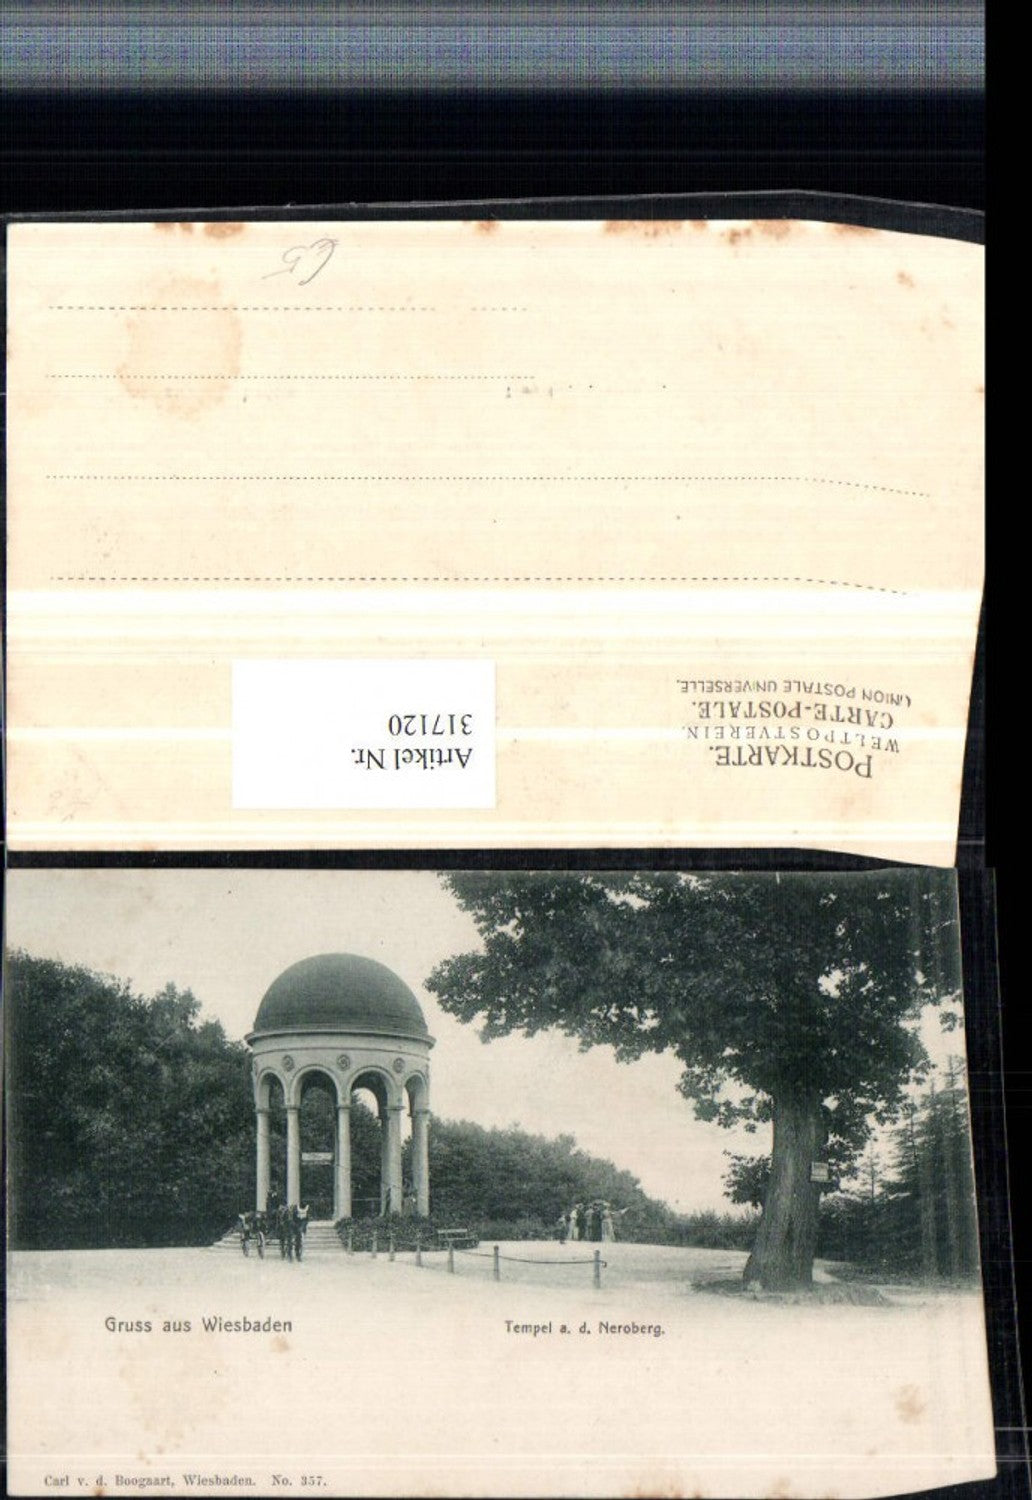 POSTKARTE.
WELTPOSTVEREIN.
CARTE-POSTALE.
UNION POSTALE UNIVERSELLE.
Artikel Nr.
317120
Gruss aus Wiesbaden
Tempel a. d. Neroberg.
Carl v. d. Boogaart, Wiesbaden. No. 357.